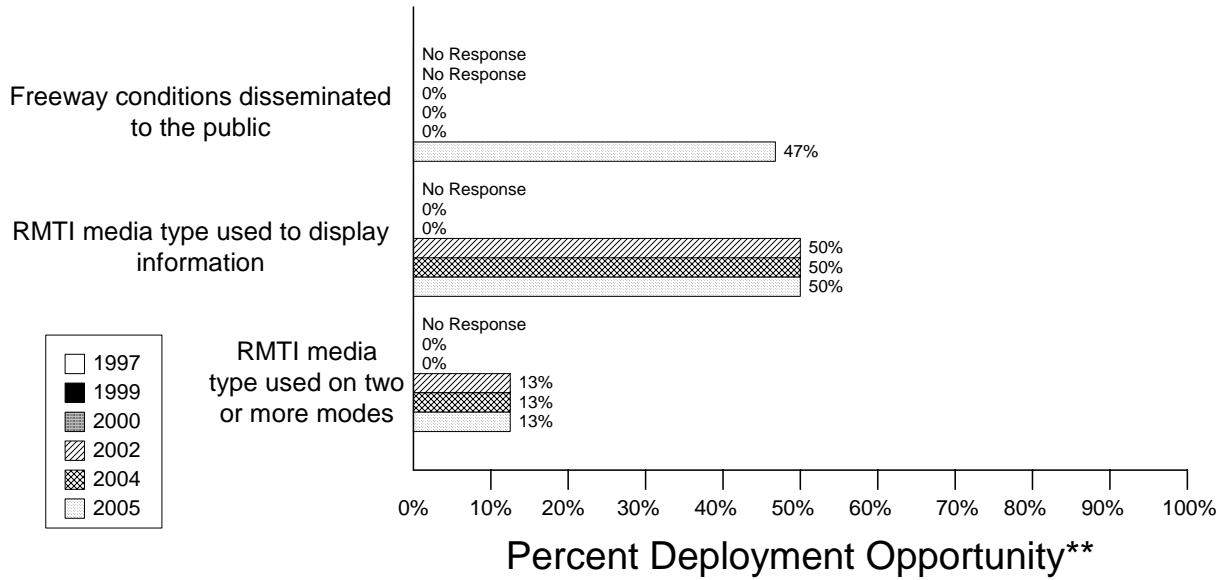 No Response
No Response
0%
0%
0%
47%
Freeway conditions disseminated
to the public
No Response
0%
0%
50%
50%
50%
RMTI media type used to display
information
No Response
0%
0%
13%
13%
13%
RMTI media
type used on two
or more modes
1997
1999
2000
2002
2004
2005
0% 10% 20% 30% 40% 50% 60% 70% 80% 90% 100%
Percent Deployment Opportunity**